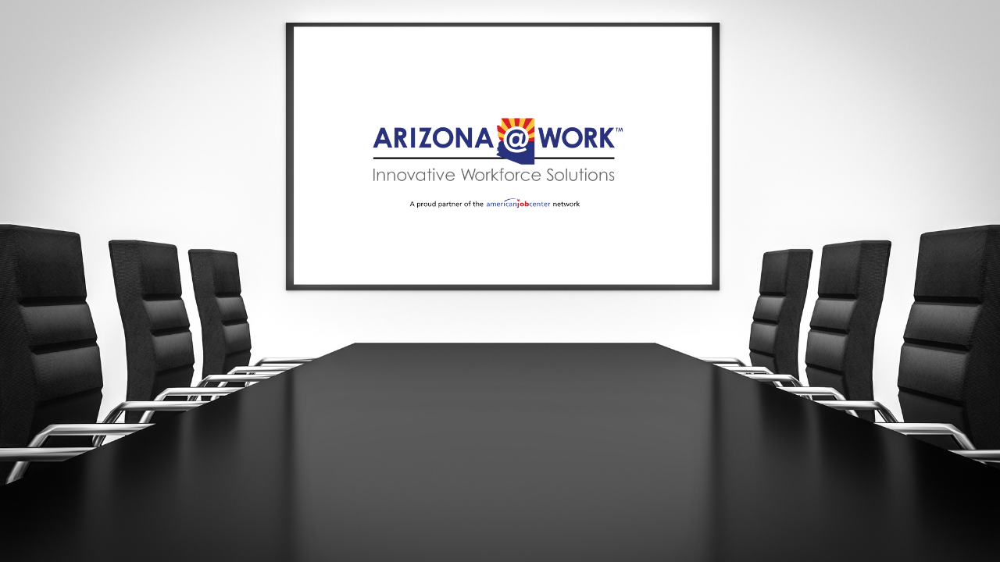 ARIZONA @ WORK™
Innovative Workforce Solutions
A proud partner of the americanjobcenter network